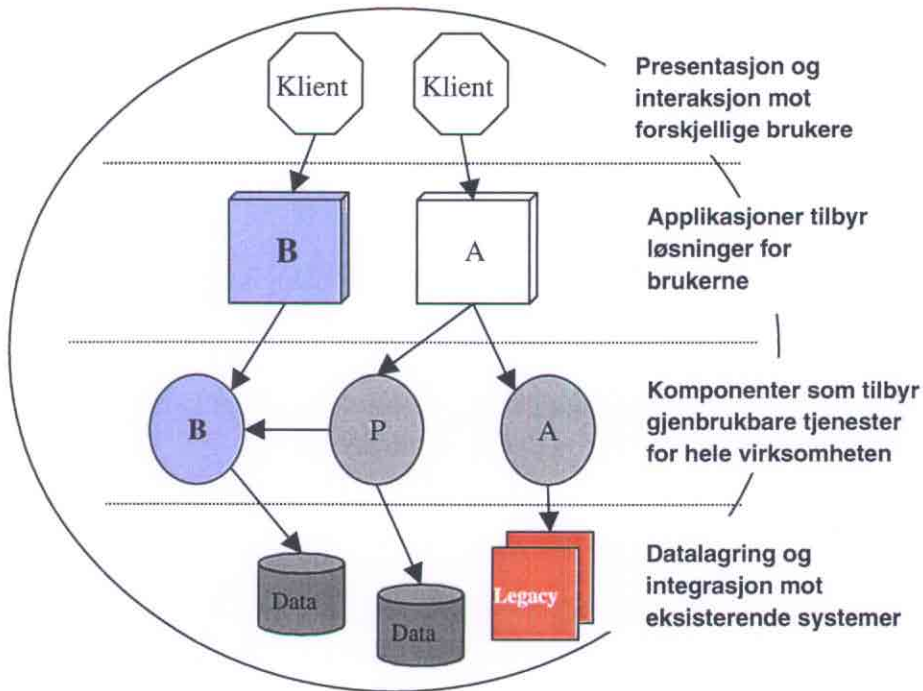 Klient
Klient
Presentasjon og
interaksjon mot
forskjellige brukere
B
A
Applikasjoner tilbyr
løsninger for
brukerne
B
P
A
Komponenter som tilbyr
gjenbrukbare tjenester
for hele virksomheten
Data
Data
Legacy
Datalagring og
integrasjon mot
eksisterende systemer